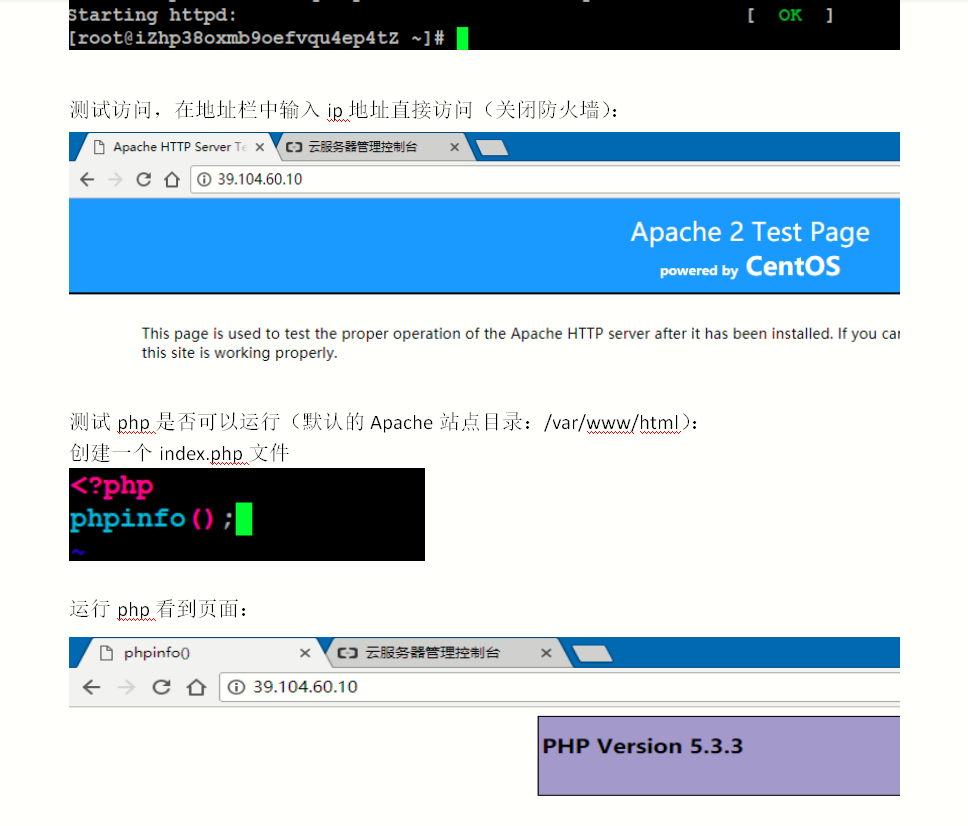 Starting httpd: [ OK ]
[root@iZhp38oxmb9oefvqu4ep4tZ ~]#
测试访问，在地址栏中输入 ip 地址直接访问（关闭防火墙）：
Apache HTTP Server Te × 云服务器管理控制台 ×
39.104.60.10
Apache 2 Test Page
powered by CentOS
This page is used to test the proper operation of the Apache HTTP server after it has been installed. If you can
this site is working properly.
测试 php 是否可以运行（默认的 Apache 站点目录：/var/www/html）：
创建一个 index.php 文件
<?php
phpinfo();
~
运行 php 看到页面：
phpinfo() × 云服务器管理控制台 ×
39.104.60.10
PHP Version 5.3.3